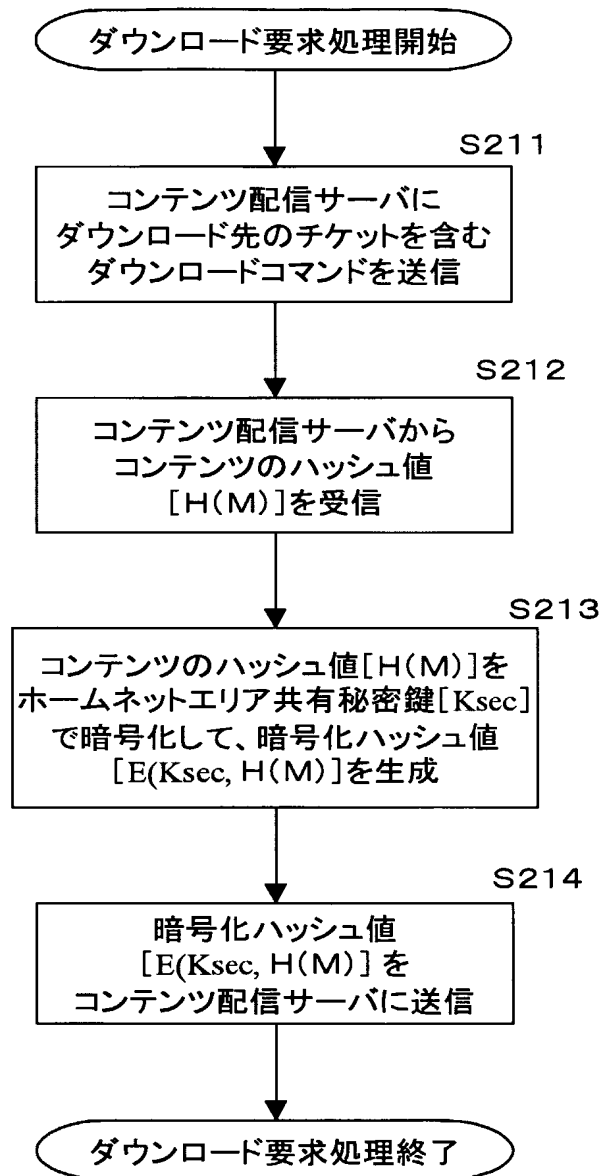 ダウンロード要求処理開始
S211
コンテンツ配信サーバに
ダウンロード先のチケットを含む
ダウンロードコマンドを送信
S212
コンテンツ配信サーバから
コンテンツのハッシュ値
[H(M)]を受信
S213
コンテンツのハッシュ値[H(M)]を
ホームネットエリア共有秘密鍵[Ksec]
で暗号化して、暗号化ハッシュ値
[E(Ksec, H(M)]を生成
S214
暗号化ハッシュ値
[E(Ksec, H(M)] を
コンテンツ配信サーバに送信
ダウンロード要求処理終了